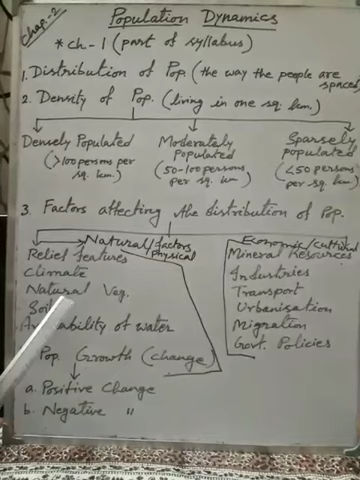 Chap-2
Population Dynamics
* Ch-1 (part of syllabus)
1. Distribution of Pop (the way the people are spaced)
2. Density of Pop. (living in one sq. km.)
Densely Populated (>100 persons per sq. km.)
Moderately populated (50-100 persons per sq. km)
Sparsely populated (<50 persons per sq. km.)
3. Factors affecting the distribution of Pop.
Natural/physical factors
Relief features
Climate
Natural Veg.
Soil
of water
Pop. Growth (change)
a. Positive Change
b. Negative "
Economic/Cultural
Mineral Resources
Industries
Transport
Urbanisation
Migration
Govt. Policies